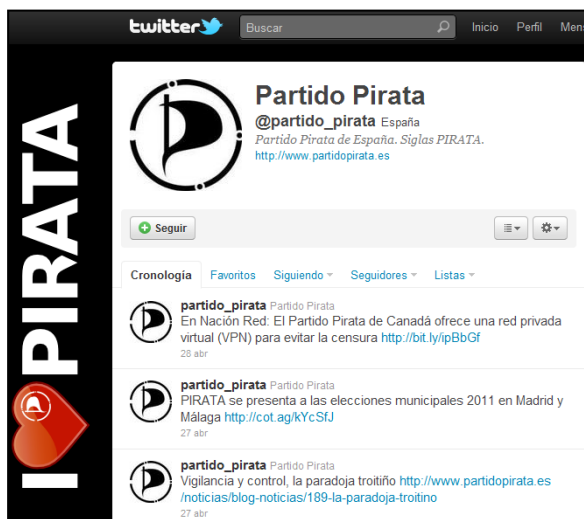 twitter
Buscar
Inicio Perfil
I PIRATA
Partido Pirata
@partido_pirata España
Partido Pirata de España. Siglas PIRATA.
http://www.partidopirata.es
Seguir
Cronología Favoritos Siguiendo Seguidores Listas
partido_pirata Partido Pirata
En Nación Red: El Partido Pirata de Canadá ofrece una red privada
virtual (VPN) para evitar la censura http://bit.ly/ipBbGf
28 abr
partido_pirata Partido Pirata
PIRATA se presenta a las elecciones municipales 2011 en Madrid y
Málaga http://cot.ag/kYcSfJ
27 abr
partido_pirata Partido Pirata
Vigilancia y control, la paradoja troitiño http://www.partidopirata.es
/noticias/blog-noticias/189-la-paradoja-troitino
27 abr